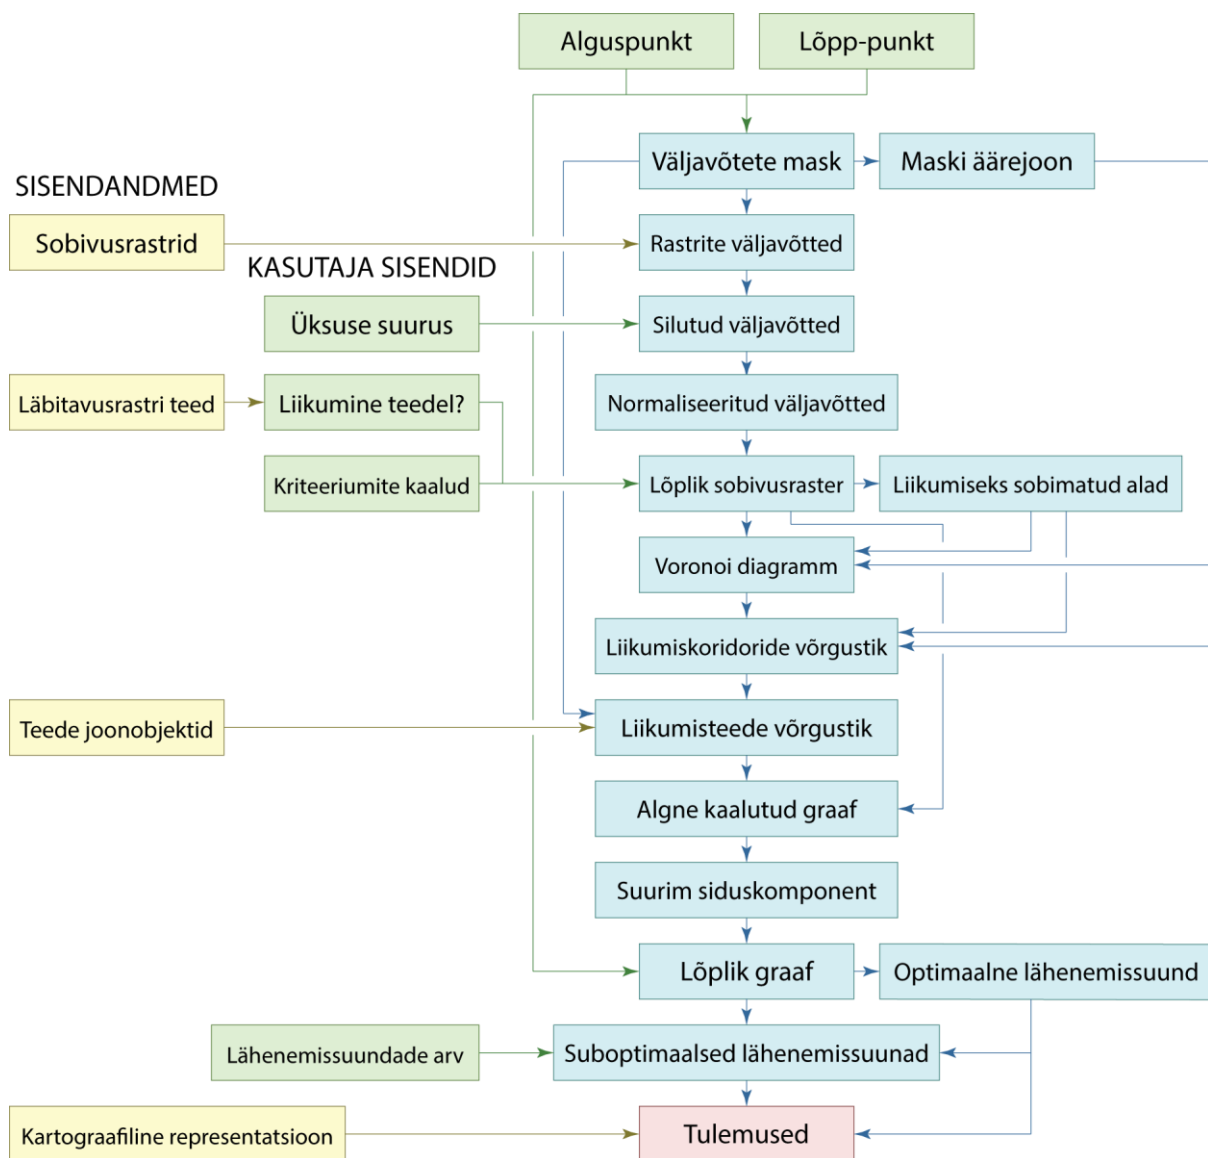 Alguspunkt
Lõpp-punkt
Väljavõtete mask
Maski äärejoon
SISENDANDMED
Sobivusrastrid
Rastrite väljavõtted
KASUTAJA SISENDID
Üksuse suurus
Silutud väljavõtted
Läbitavusrastri teed
Liikumine teedel?
Normaliseeritud väljavõtted
Kriteeriumite kaalud
Lõplik sobivusraster
Liikumiseks sobimatud alad
Voronoi diagramm
Liikumiskoridoride võrgustik
Teede joonobjektid
Liikumisteede võrgustik
Algne kaalutud graaf
Suurim siduskomponent
Lõplik graaf
Optimaalne lähenemissuund
Lähenemissuundade arv
Suboptimaalsed lähenemissuunad
Kartograafiline representatsioon
Tulemused